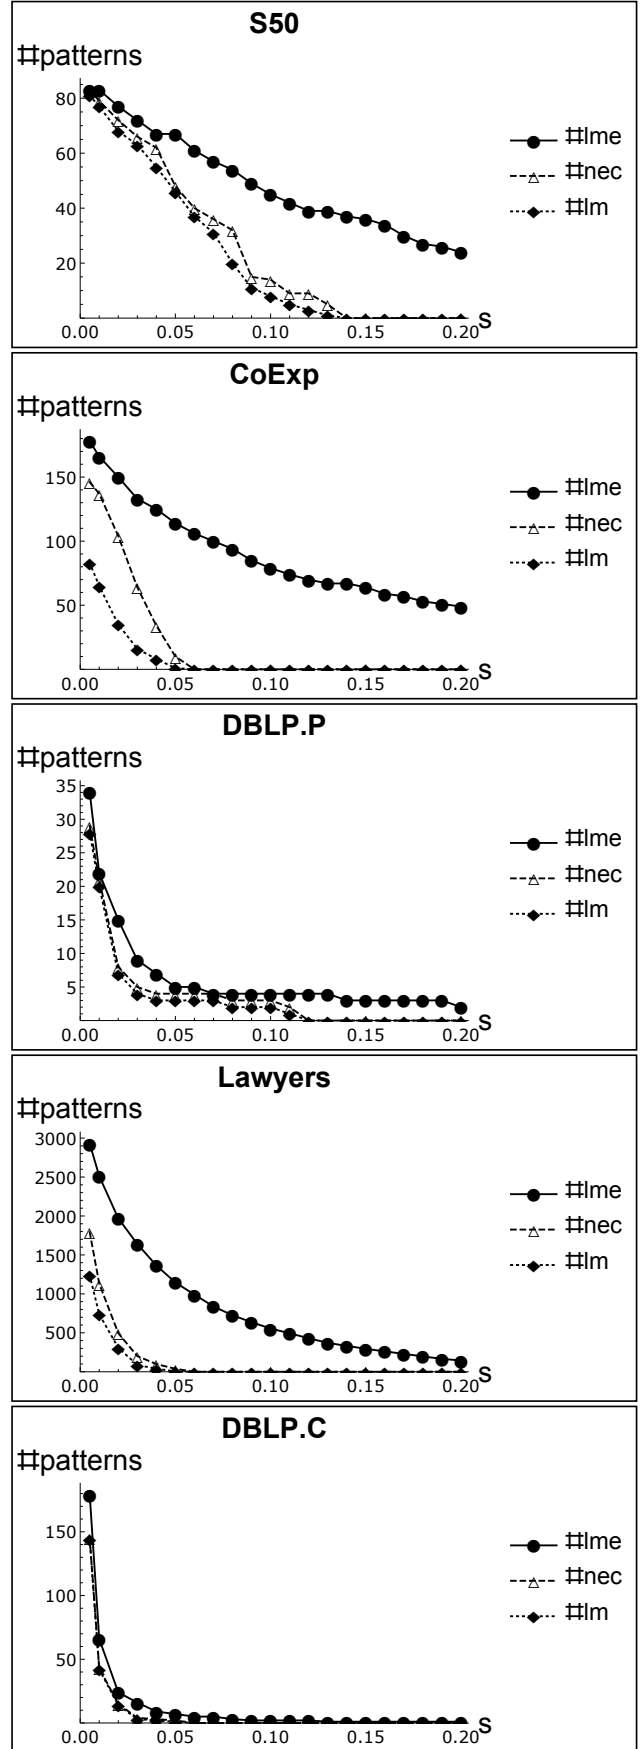 S50
#patterns
80
60
40
20
0.00 0.05 0.10 0.15 0.20 s
#lme
#nec
#lm
CoExp
#patterns
150
100
50
0.00 0.05 0.10 0.15 0.20 s
#lme
#nec
#lm
DBLP.P
#patterns
35
30
25
20
15
10
5
0.00 0.05 0.10 0.15 0.20 s
#lme
#nec
#lm
Lawyers
#patterns
3000
2500
2000
1500
1000
500
0.00 0.05 0.10 0.15 0.20 s
#lme
#nec
#lm
DBLP.C
#patterns
150
100
50
0.00 0.05 0.10 0.15 0.20 s
#lme
#nec
#lm